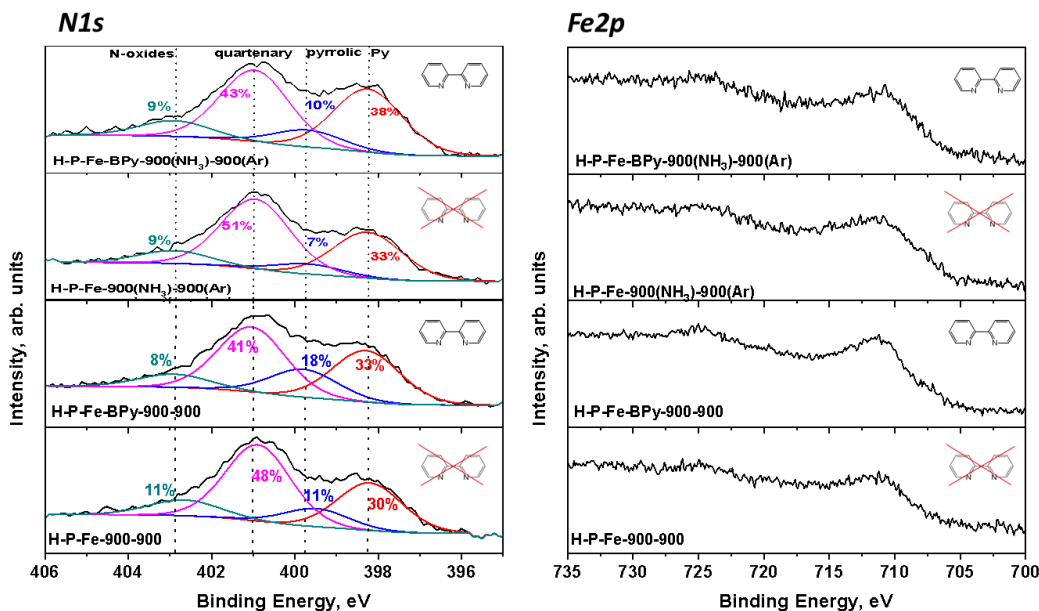 N1s
Fe2p
N-oxides quartenary pyrrolic Py
9% 43% 10% 38%
N N
H-P-Fe-BPy-900(NH3)-900(Ar)
9% 51% 7% 33%
N N
H-P-Fe-900(NH3)-900(Ar)
8% 41% 18% 33%
N N
H-P-Fe-BPy-900-900
11% 48% 11% 30%
N N
H-P-Fe-900-900
406 404 402 400 398 396
Binding Energy, eV
Intensity, arb. units
N N
H-P-Fe-BPy-900(NH3)-900(Ar)
N N
H-P-Fe-900(NH3)-900(Ar)
N N
H-P-Fe-BPy-900-900
N N
H-P-Fe-900-900
735 730 725 720 715 710 705 700
Binding Energy, eV
Intensity, arb. units